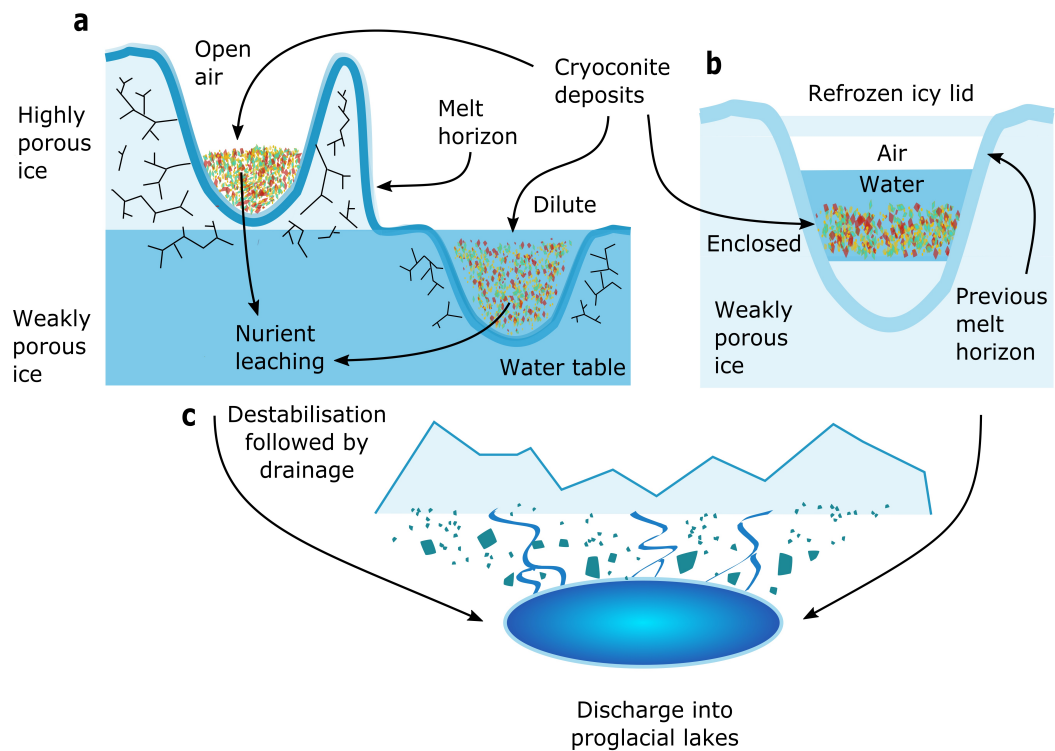 a
Open
air
Highly
porous
ice
Melt
horizon
Cryoconite
deposits
Dilute
Weakly
porous
ice
Nurient
leaching
Water table
b
Refrozen icy lid
Air
Water
Enclosed
Weakly
porous
ice
Previous
melt
horizon
c
Destabilisation
followed by
drainage
Discharge into
proglacial lakes